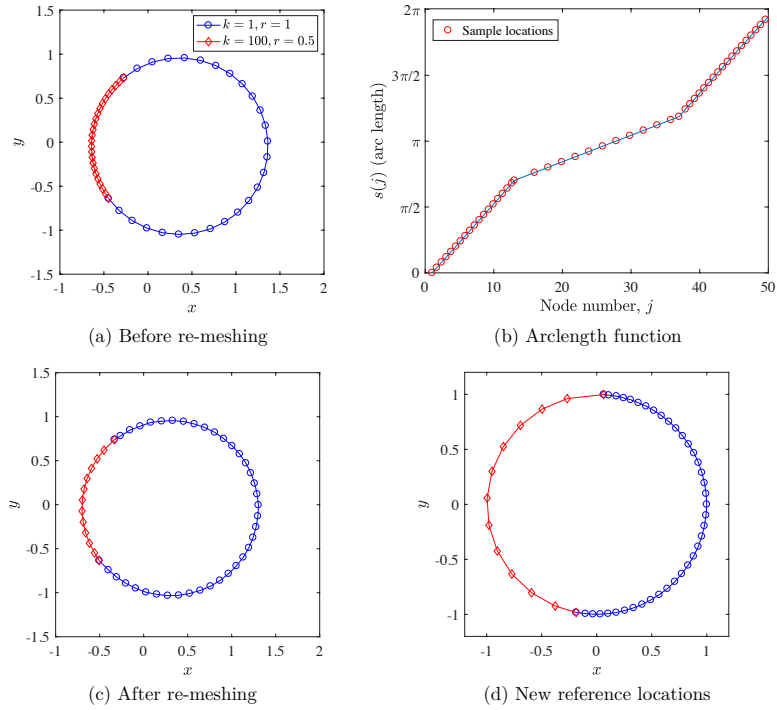 1.5
1
0.5
0
-0.5
-1
-1.5
y
-1 -0.5 0 0.5 1 1.5 2
x
k = 1, r = 1
k = 100, r = 0.5
(a) Before re-meshing
2π
3π/2
π
π/2
0
s(j) (arc length)
0 10 20 30 40 50
Node number, j
Sample locations
(b) Arclength function
1.5
1
0.5
0
-0.5
-1
-1.5
y
-1 -0.5 0 0.5 1 1.5 2
x
(c) After re-meshing
1
0.5
0
-0.5
-1
y
-1 -0.5 0 0.5 1
x
(d) New reference locations